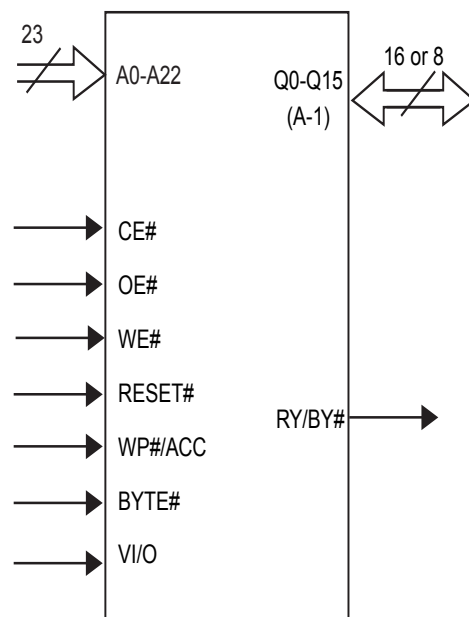 23
A0-A22
Q0-Q15
(A-1)
16 or 8
CE#
OE#
WE#
RESET#
WP#/ACC
BYTE#
VI/O
RY/BY#